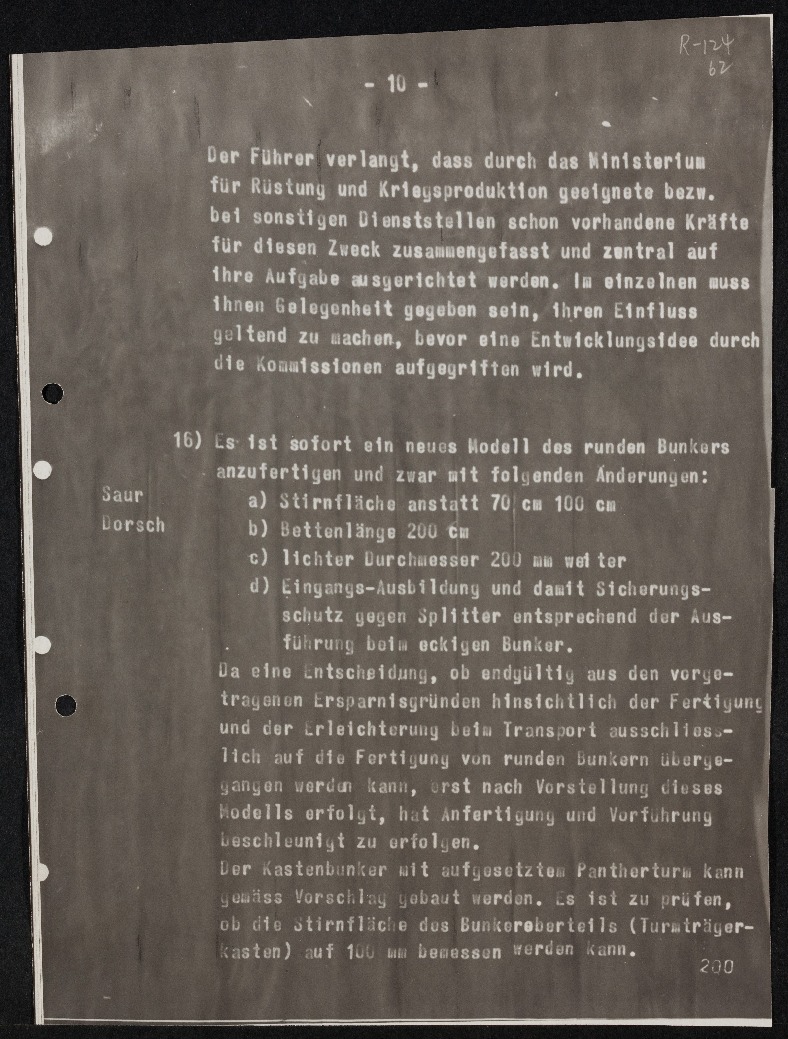 R-124
62
- 10 -
Der Führer verlangt, dass durch das Ministerium
für Rüstung und Kriegsproduktion geeignete bezw.
bei sonstigen Dienststellen schon vorhandene Kräfte
für diesen Zweck zusammengefasst und zentral auf
ihre Aufgabe ausgerichtet werden. Im einzelnen muss
ihnen Gelegenheit gegeben sein, ihren Einfluss
geltend zu machen, bevor eine Entwicklungsidee durch
die Kommissionen aufgegriffen wird.
16) Es ist sofort ein neues Modell des runden Bunkers
anzufertigen und zwar mit folgenden Änderungen:
Saur
Dorsch
a) Stirnfläche anstatt 70 cm 100 cm
b) Bettenlänge 200 cm
c) lichter Durchmesser 200 mm weiter
d) Eingangs-Ausbildung und damit Sicherungs-
schutz gegen Splitter entsprechend der Aus-
führung beim eckigen Bunker.
Da eine Entscheidung, ob endgültig aus den vorge-
tragenen Ersparnisgründen hinsichtlich der Fertigung
und der Erleichterung beim Transport ausschliess-
lich auf die Fertigung von runden Bunkern überge-
gangen werden kann, erst nach Vorstellung dieses
Modells erfolgt, hat Anfertigung und Vorführung
beschleunigt zu erfolgen.
Der Kastenbunker mit aufgesetztem Pantherturm kann
gemäss Vorschlag gebaut werden. Es ist zu prüfen,
ob die Stirnfläche des Bunkeroberteils (Turmträger-
kasten) auf 100 mm bemessen werden kann.
200